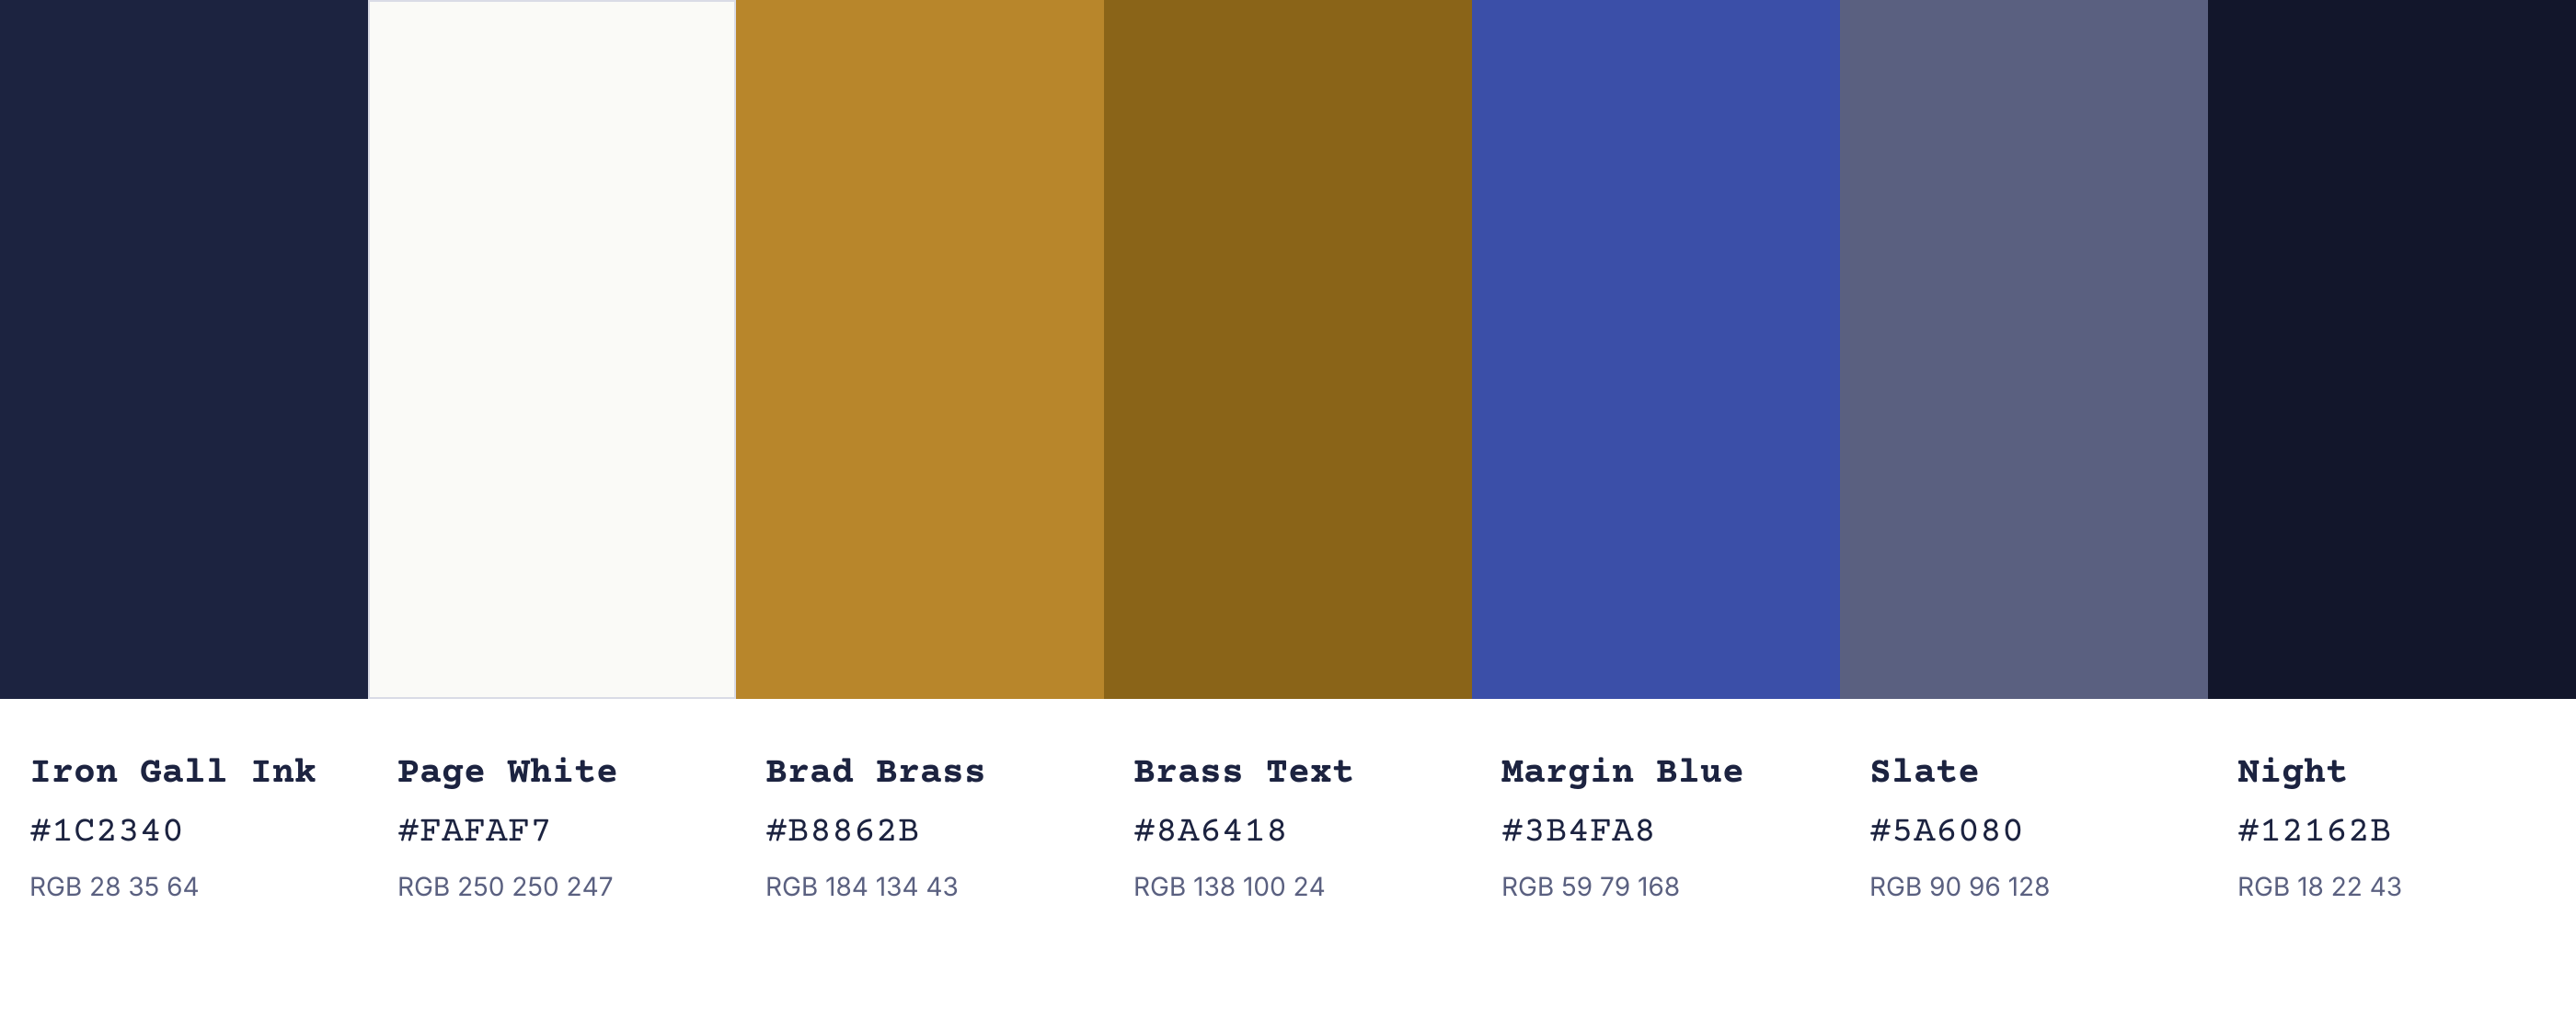 Iron Gall Ink
#1C2340
RGB 28 35 64
Page White
#FAFAF7
RGB 250 250 247
Brad Brass
#B8862B
RGB 184 134 43
Brass Text
#8A6418
RGB 138 100 24
Margin Blue
#3B4FA8
RGB 59 79 168
Slate
#5A6080
RGB 90 96 128
Night
#12162B
RGB 18 22 43